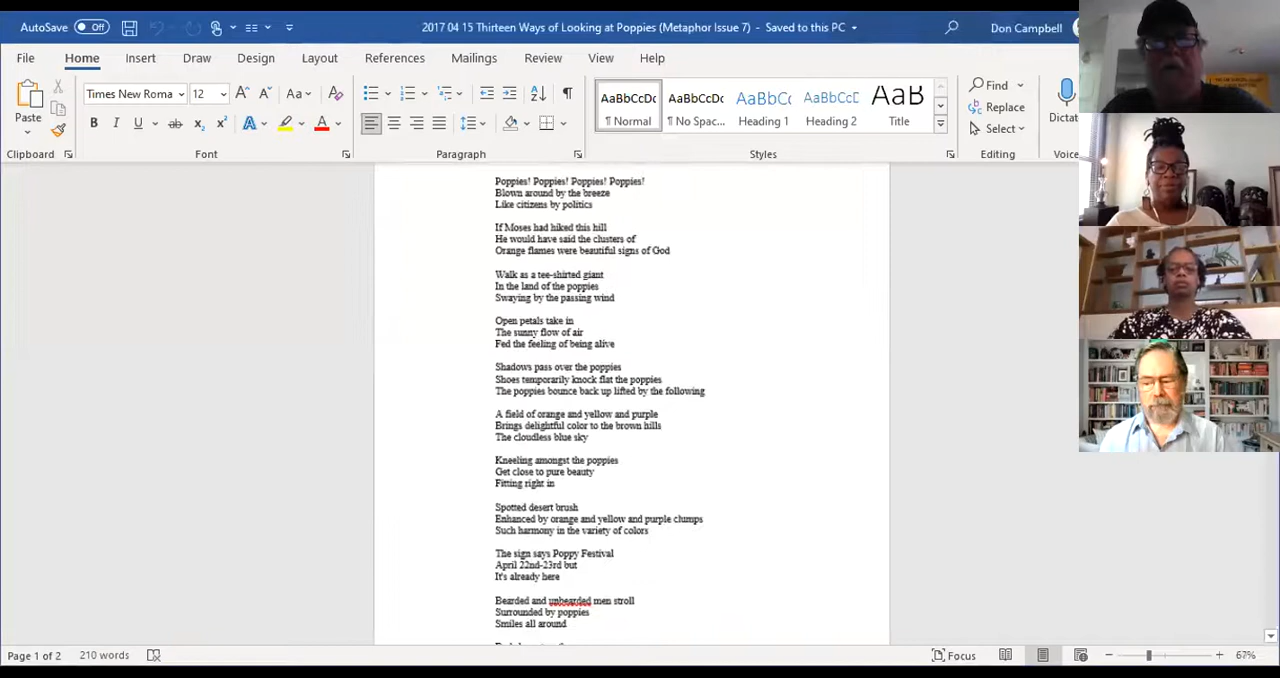 AutoSave Off
2017 04 15 Thirteen Ways of Looking at Poppies (Metaphor Issue 7) - Saved to this PC
Don Campbell
File Home Insert Draw Design Layout References Mailings Review View Help
Paste
Times New Roma 12
Aa
B I U ab x₂ x² A A
AaBbCcDc AaBbCcDc AaBbCc AaBbCcD AaB
¶ Normal ¶ No Spac... Heading 1 Heading 2 Title
Find
Replace
Select
Dictat
Clipboard Font Paragraph Styles Editing Voice
Poppies! Poppies! Poppies! Poppies!
Blown around by the breeze
Like citizens by politics
If Moses had hiked this hill
He would have said the clusters of
Orange flames were beautiful signs of God
Walk as a tee-shirted giant
In the land of the poppies
Swaying by the passing wind
Open petals take in
The sunny flow of air
Fed the feeling of being alive
Shadows pass over the poppies
Shoes temporarily knock flat the poppies
The poppies bounce back up lifted by the following
A field of orange and yellow and purple
Brings delightful color to the brown hills
The cloudless blue sky
Kneeling amongst the poppies
Get close to pure beauty
Fitting right in
Spotted desert brush
Enhanced by orange and yellow and purple clumps
Such harmony in the variety of colors
The sign says Poppy Festival
April 22nd-23rd but
It's already here
Bearded and unbearded men stroll
Surrounded by poppies
Smiles all around
Page 1 of 2 210 words
Focus
67%